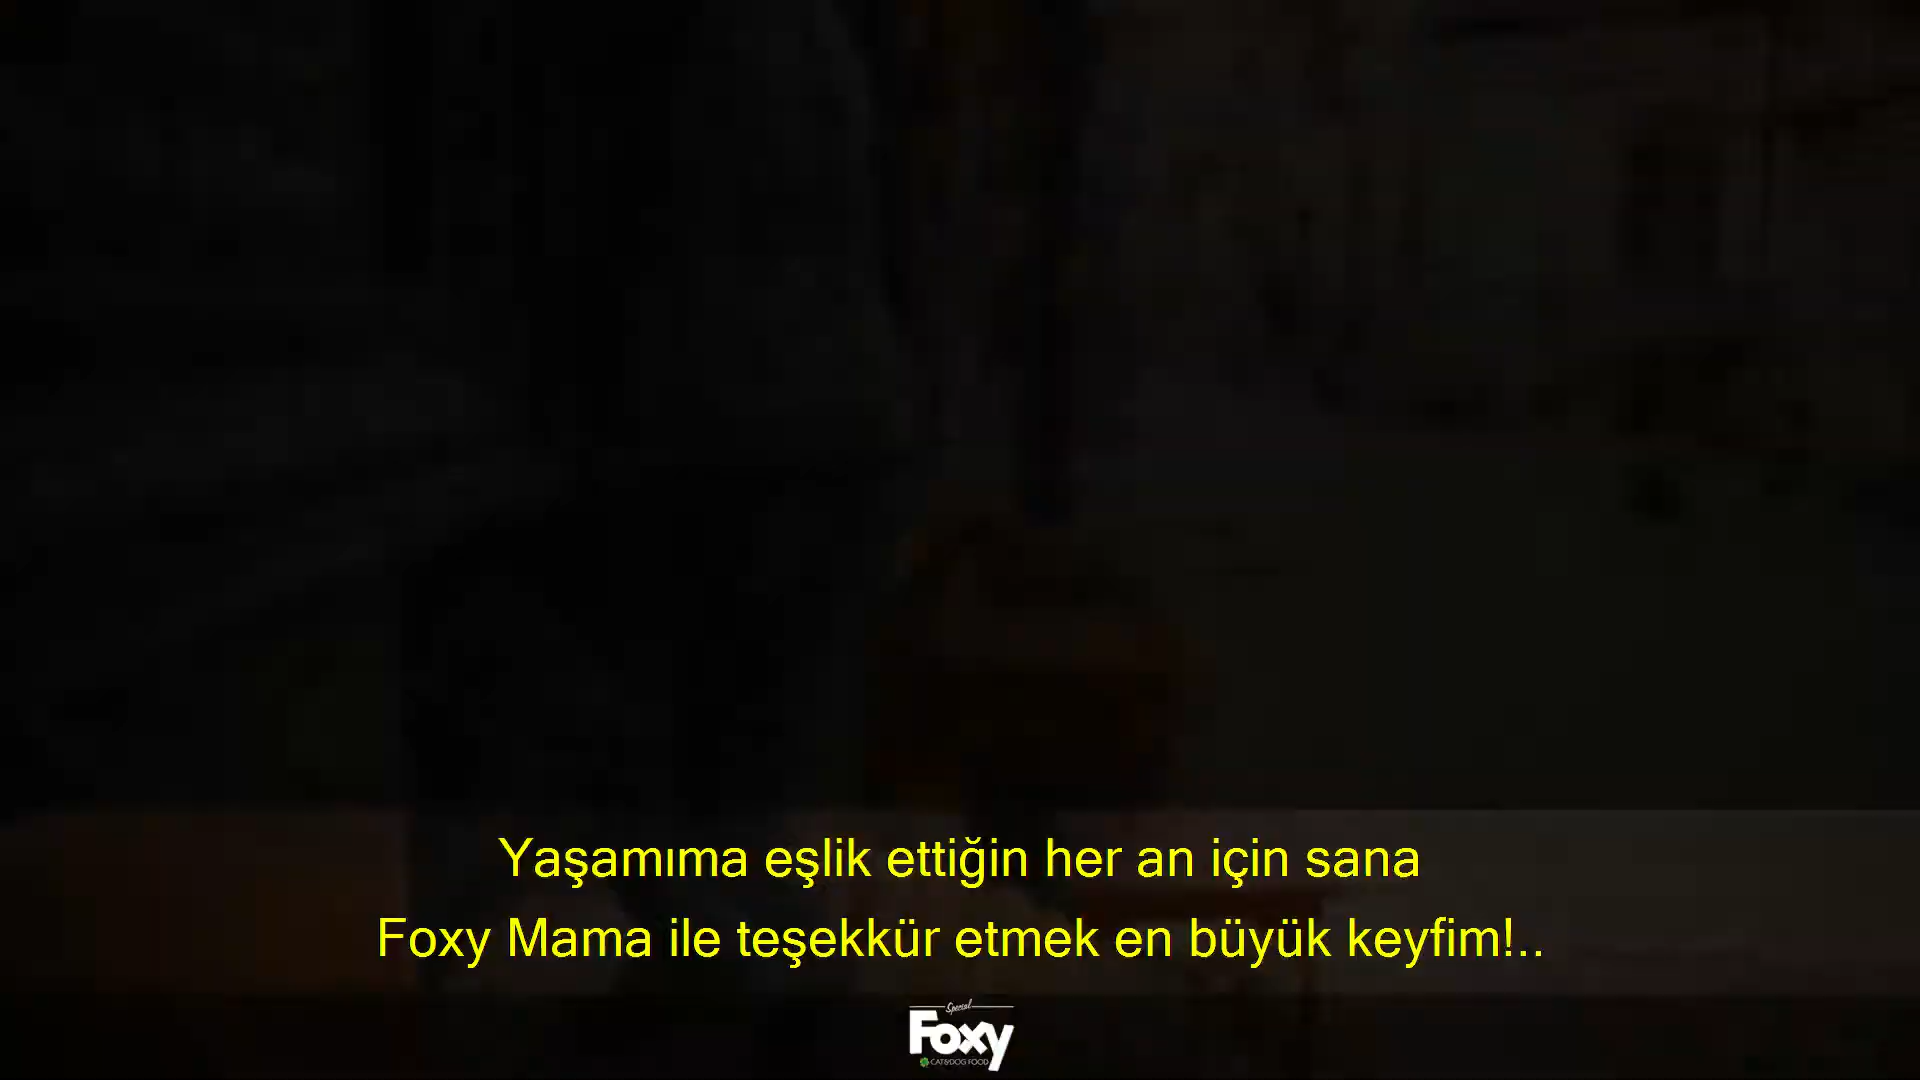 Yaşamıma eşlik ettiğin her an için sana
Foxy Mama ile teşekkür etmek en büyük keyfim!..
Special
Foxy
CAT&DOG FOOD